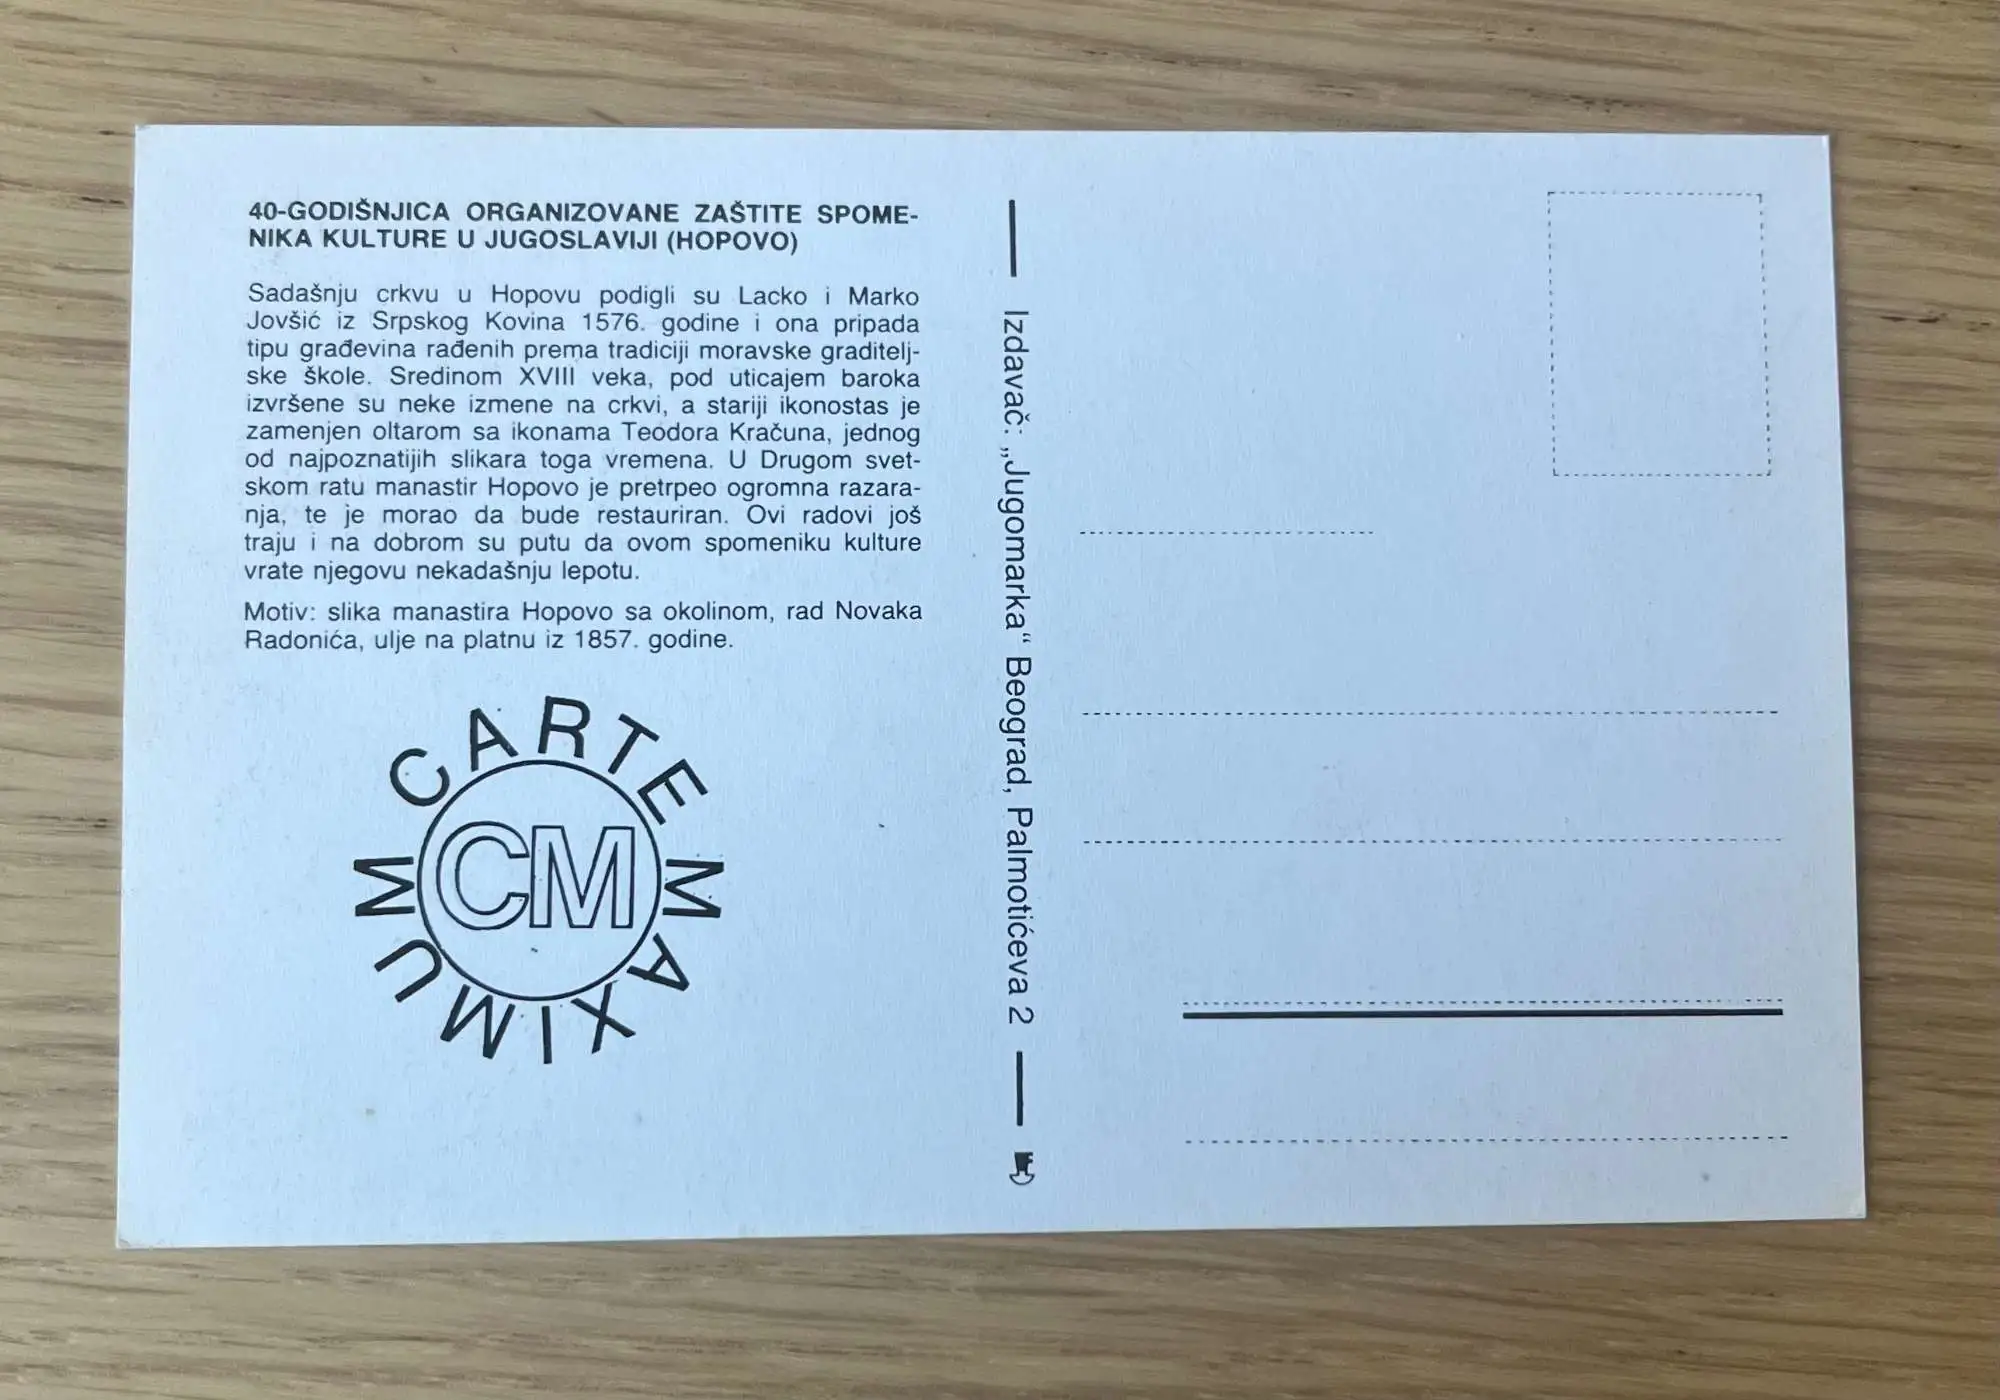 40-GODIŠNJICA ORGANIZOVANE ZAŠTITE SPOME-
NIKA KULTURE U JUGOSLAVIJI (HOPOVO)
Sadašnju crkvu u Hopovu podigli su Lacko i Marko
Jovšić iz Srpskog Kovina 1576. godine i ona pripada
tipu građevina rađenih prema tradiciji moravske graditelj-
ske škole. Sredinom XVIII veka, pod uticajem baroka
izvršene su neke izmene na crkvi, a stariji ikonostas je
zamenjen oltarom sa ikonama Teodora Kračuna, jednog
od najpoznatijih slikara toga vremena. U Drugom svet-
skom ratu manastir Hopovo je pretrpeo ogromna razara-
nja, te je morao da bude restauriran. Ovi radovi još
traju i na dobrom su putu da ovom spomeniku kulture
vrate njegovu nekadašnju lepotu.
Motiv: slika manastira Hopovo sa okolinom, rad Novaka
Radonića, ulje na platnu iz 1857. godine.
CARTE MAXIMUM
CM
Izdavač: „Jugomarka“ Beograd, Palmotićeva 2